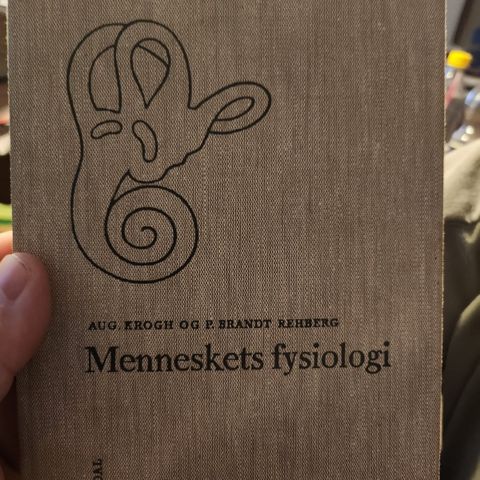 AUG. KROGH OG P. BRANDT REHBERG
Menneskets fysiologi